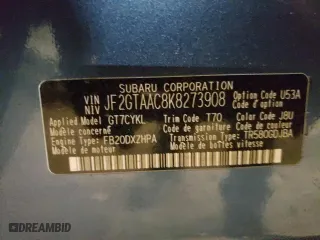 SUBARU CORPORATION
VIN
NIV JF2GTAAC8K8273908 Option Code U53A
Code d'option
Applied Model GT7CYKL Trim Code T70 Color Code J8U
Modèle concerné Code de garniture Code de couleur
Engine Type FB20DXZHPA Transmission Type TR580GDJBA
Modèle de moteur Modèle de boîtes vitesse
DREAMBID